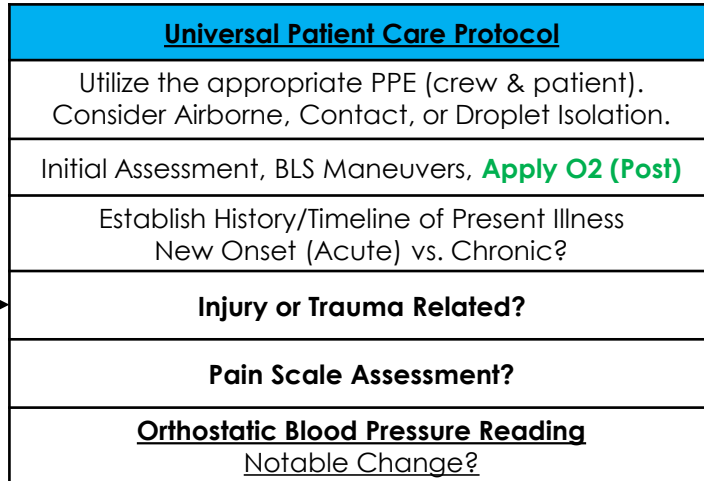 Universal Patient Care Protocol
Utilize the appropriate PPE (crew & patient).
Consider Airborne, Contact, or Droplet Isolation.
Initial Assessment, BLS Maneuvers, Apply O2 (Post)
Establish History/Timeline of Present Illness
New Onset (Acute) vs. Chronic?
Injury or Trauma Related?
Pain Scale Assessment?
Orthostatic Blood Pressure Reading
Notable Change?